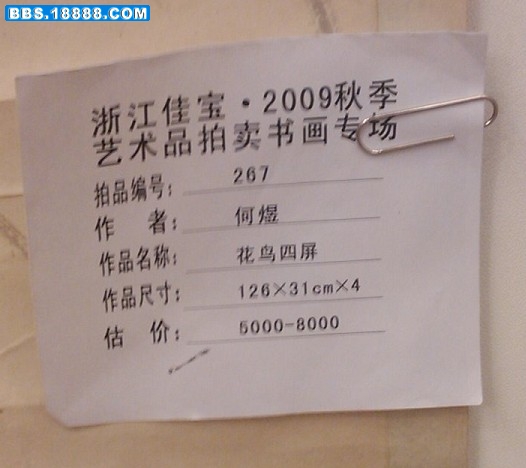 BBS.18888.COM
浙江佳宝·2009秋季
艺术品拍卖书画专场
拍品编号: 267
作 者: 何煜
作品名称: 花鸟四屏
作品尺寸: 126×31cm×4
估 价: 5000-8000